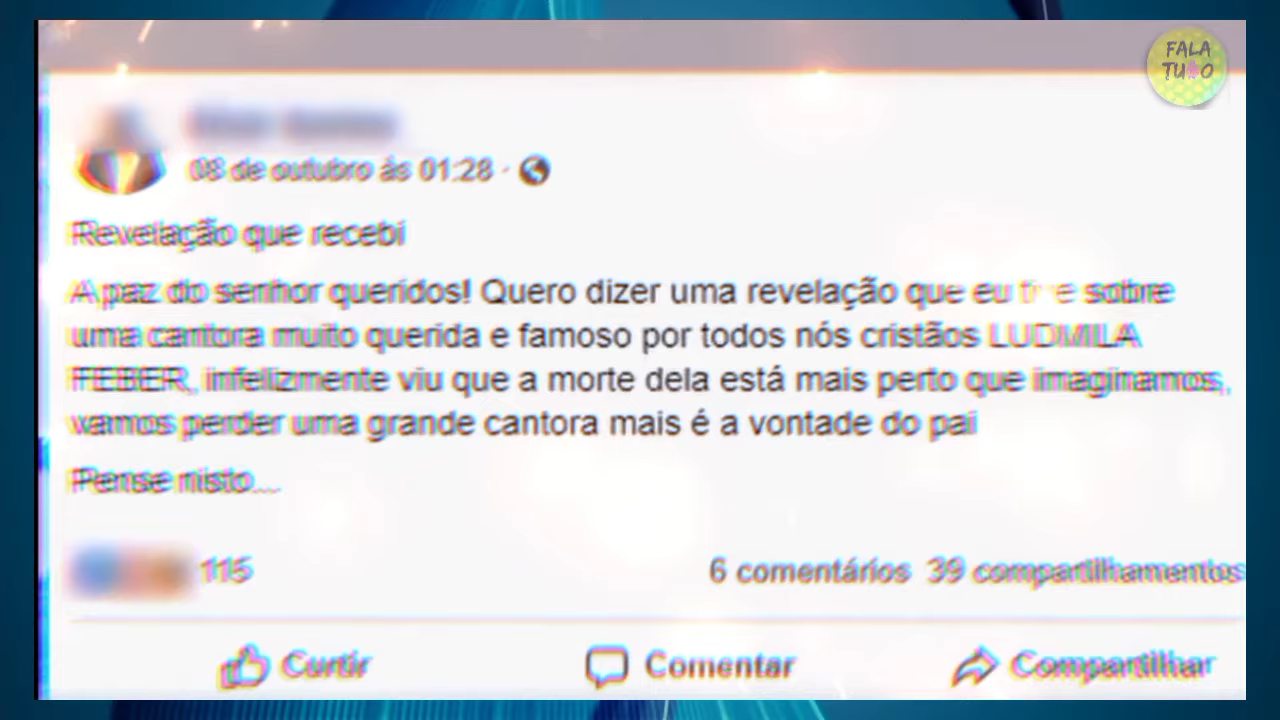 FALA
TUDO
08 de outubro ás 01:28 ·
Revelação que recebi
A paz do senhor queridos! Quero dizer uma revelação que eu e sobre
uma cantora muito querida e famoso por todos nós cristãos LUDMILA
FEBER, infelizmente viu que a morte dela está mais perto que imaginamos,
vamos perder uma grande cantora mais é a vontade do pai
Pense nisto...
115
6 comentários 39 compartilhamentos
Curtir Comentar Compartilhar